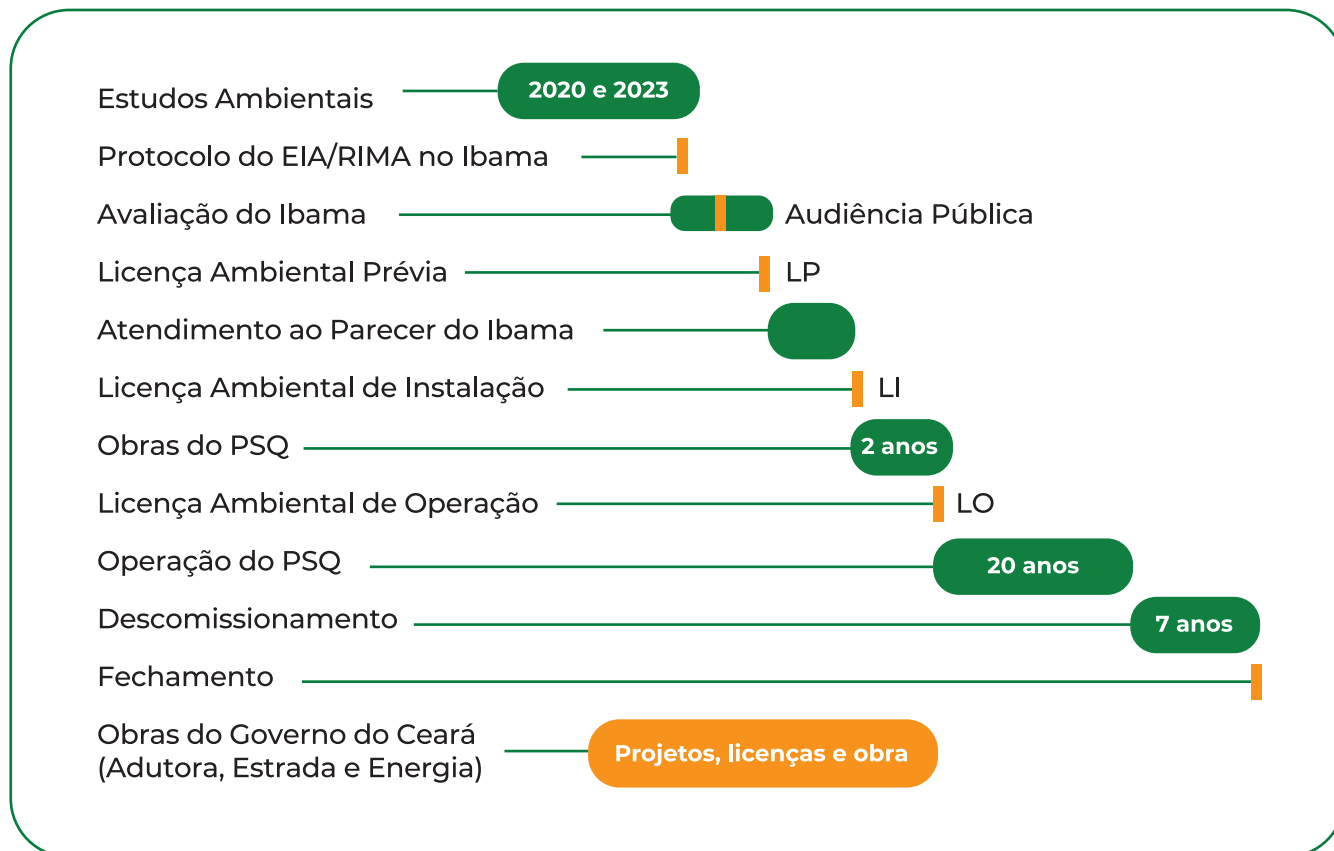 Estudos Ambientais
2020 e 2023
Protocolo do EIA/RIMA no Ibama
Avaliação do Ibama
Audiência Pública
Licença Ambiental Prévia
LP
Atendimento ao Parecer do Ibama
Licença Ambiental de Instalação
LI
Obras do PSQ
2 anos
Licença Ambiental de Operação
LO
Operação do PSQ
20 anos
Descomissionamento
7 anos
Fechamento
Obras do Governo do Ceará
(Adutora, Estrada e Energia)
Projetos, licenças e obra